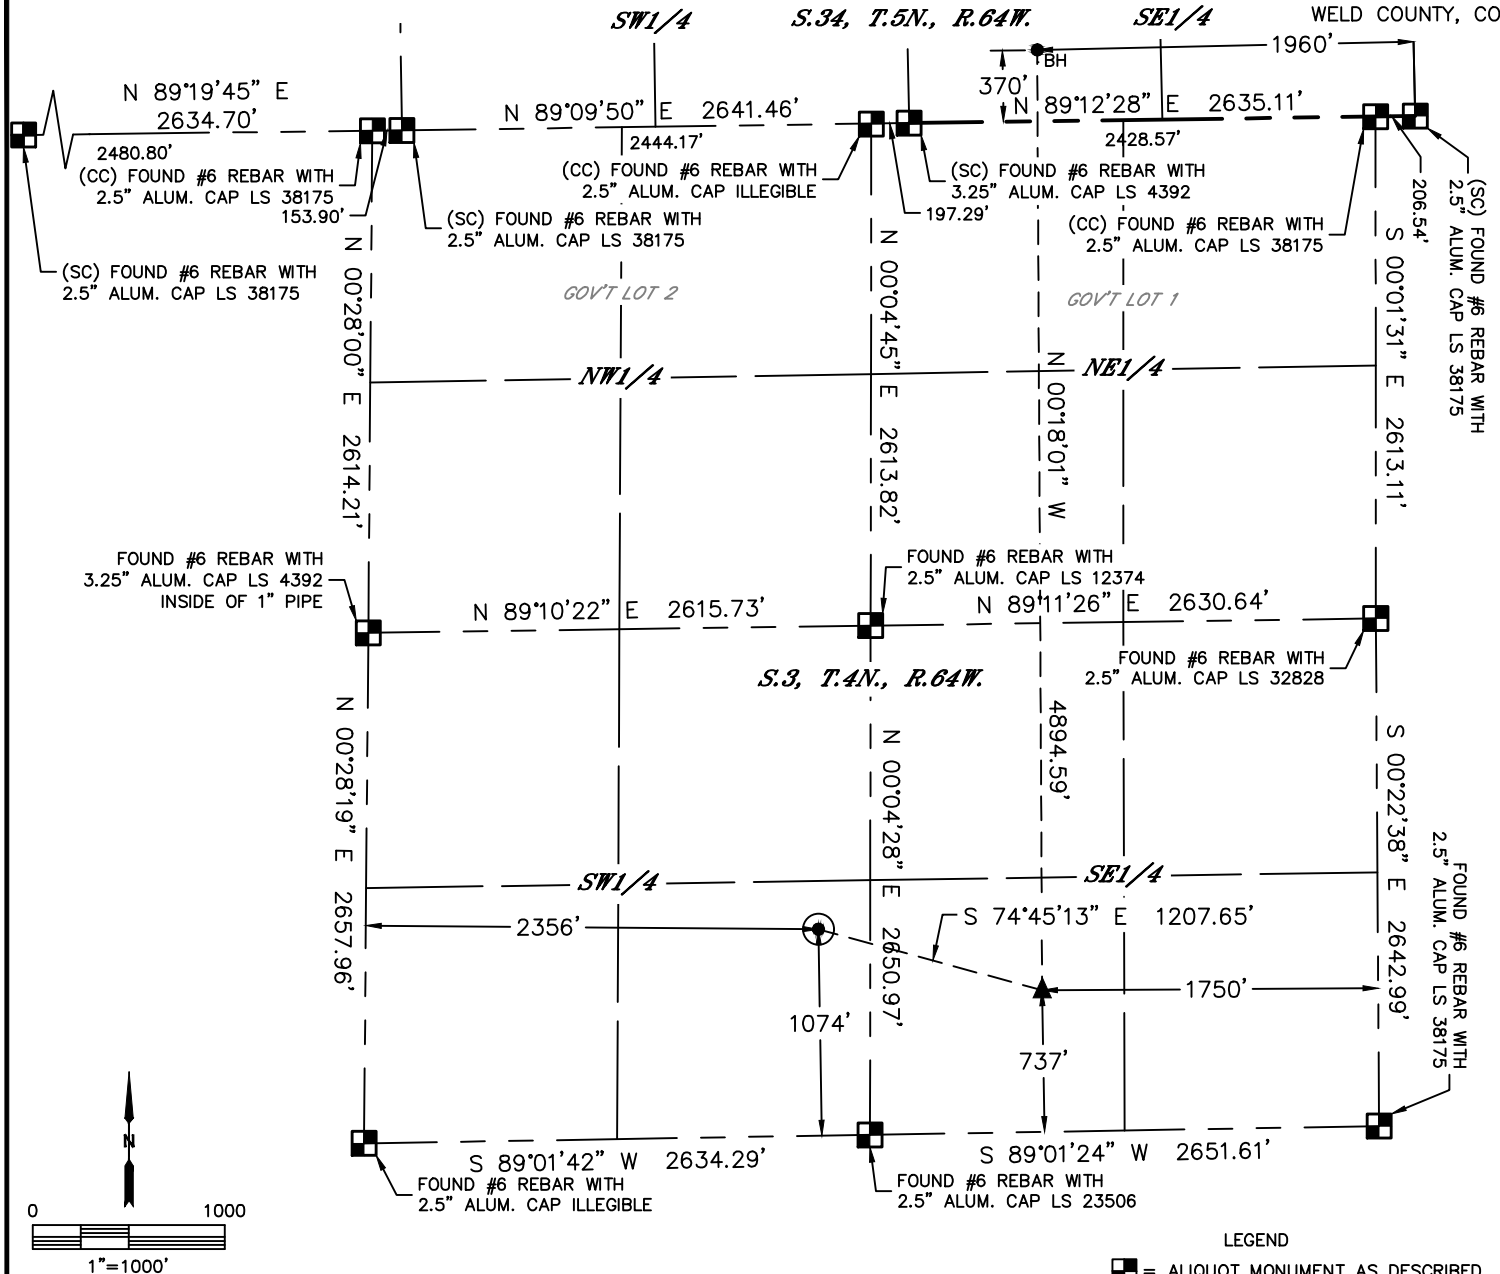 SW1/4
S.34, T.5N., R.64W.
SE1/4
WELD COUNTY, CO
1960'
BH
370'
N 89°19'45" E
2634.70'
2480.80'
N 89°09'50" E 2641.46'
2444.17'
N 89°12'28" E 2635.11'
2428.57'
(CC) FOUND #6 REBAR WITH
2.5" ALUM. CAP LS 38175
153.90'
(SC) FOUND #6 REBAR WITH
2.5" ALUM. CAP LS 38175
(SC) FOUND #6 REBAR WITH
2.5" ALUM. CAP LS 38175
(CC) FOUND #6 REBAR WITH
2.5" ALUM. CAP ILLEGIBLE
(SC) FOUND #6 REBAR WITH
3.25" ALUM. CAP LS 4392
197.29'
(CC) FOUND #6 REBAR WITH
2.5" ALUM. CAP LS 38175
206.54'
(SC) FOUND #6 REBAR WITH
2.5" ALUM. CAP LS 38175
GOV'T LOT 2
GOV'T LOT 1
N 00°28'00" E 2614.21'
N 00°04'45" E 2613.82'
N 00°18'01" W
4894.59'
S 00°01'31" E 2613.11'
NW1/4
NE1/4
FOUND #6 REBAR WITH
3.25" ALUM. CAP LS 4392
INSIDE OF 1" PIPE
FOUND #6 REBAR WITH
2.5" ALUM. CAP LS 12374
N 89°10'22" E 2615.73'
N 89°11'26" E 2630.64'
FOUND #6 REBAR WITH
2.5" ALUM. CAP LS 32828
S.3, T.4N., R.64W.
N 00°28'19" E 2657.96'
N 00°04'28" E 2650.97'
S 00°22'38" E 2642.99'
FOUND #6 REBAR WITH
2.5" ALUM. CAP LS 38175
SW1/4
SE1/4
2356'
S 74°45'13" E 1207.65'
1750'
1074'
737'
S 89°01'42" W 2634.29'
S 89°01'24" W 2651.61'
FOUND #6 REBAR WITH
2.5" ALUM. CAP ILLEGIBLE
FOUND #6 REBAR WITH
2.5" ALUM. CAP LS 23506
N
0 1000
1"=1000'
LEGEND
= ALIQUOT MONUMENT AS DESCRIBED